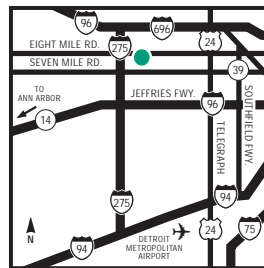 96
696
EIGHT MILE RD.
275
24
SEVEN MILE RD.
39
TO
ANN ARBOR
JEFFRIES FWY.
96
14
TELEGRAPH
SOUTHFIELD FWY.
275
94
N
94
DETROIT
METROPOLITAN
AIRPORT
24
75